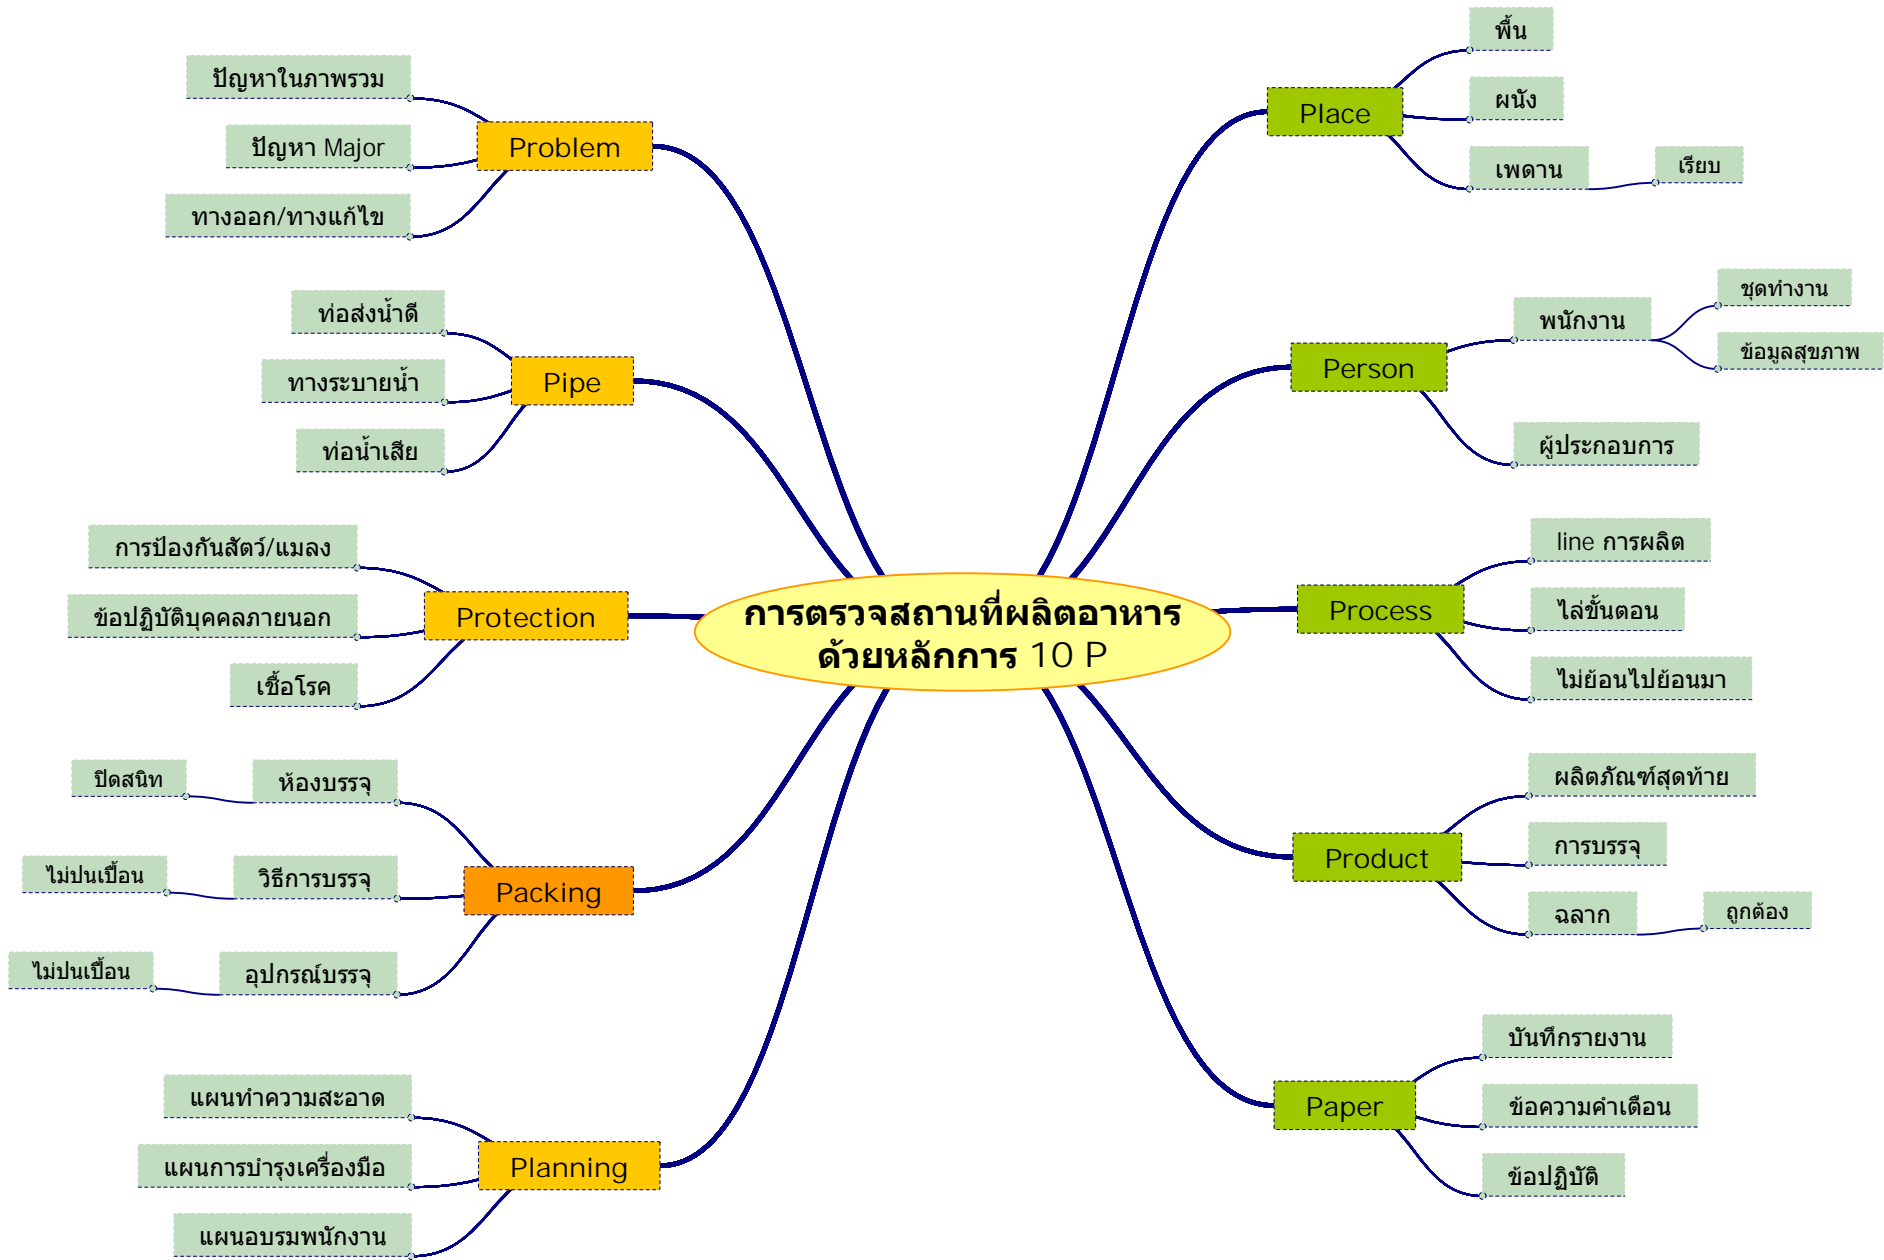 การตรวจสถานที่ผลิตอาหาร
ด้วยหลักการ 10 P
Place
พื้น
ผนัง
เพดาน
เรียบ
Person
พนักงาน
ชุดทำงาน
ข้อมูลสุขภาพ
ผู้ประกอบการ
Process
line การผลิต
ไล่ขั้นตอน
ไม่ย้อนไปย้อนมา
Product
ผลิตภัณฑ์สุดท้าย
การบรรจุ
ฉลาก
ถูกต้อง
Paper
บันทึกรายงาน
ข้อความคำเตือน
ข้อปฏิบัติ
Problem
ปัญหาในภาพรวม
ปัญหา Major
ทางออก/ทางแก้ไข
Pipe
ท่อส่งน้ำดี
ทางระบายน้ำ
ท่อน้ำเสีย
Protection
การป้องกันสัตว์/แมลง
ข้อปฏิบัติบุคคลภายนอก
เชื้อโรค
Packing
ห้องบรรจุ
ปิดสนิท
วิธีการบรรจุ
ไม่ปนเปื้อน
อุปกรณ์บรรจุ
ไม่ปนเปื้อน
Planning
แผนทำความสะอาด
แผนการบำรุงเครื่องมือ
แผนอบรมพนักงาน